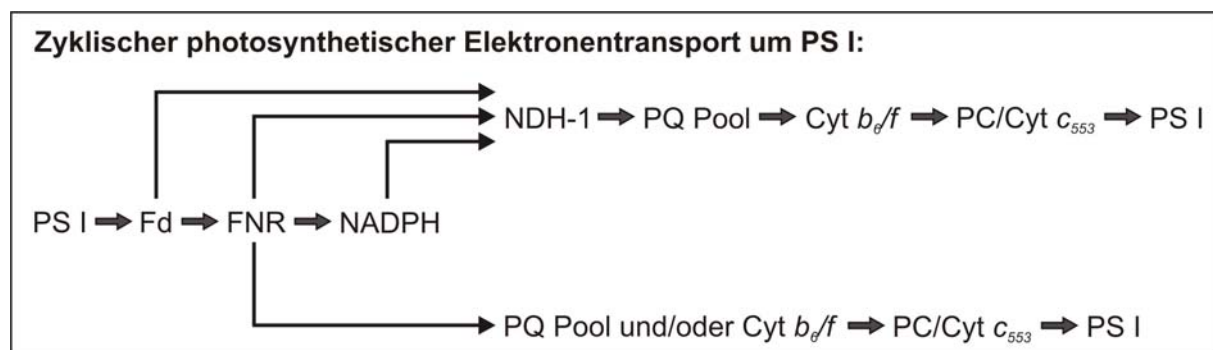 Zyklischer photosynthetischer Elektronentransport um PS I:
NDH-1 PQ Pool Cyt b₆/f PC/Cyt c₅₅₃ PS I
PS I Fd FNR NADPH
PQ Pool und/oder Cyt b₆/f PC/Cyt c₅₅₃ PS I